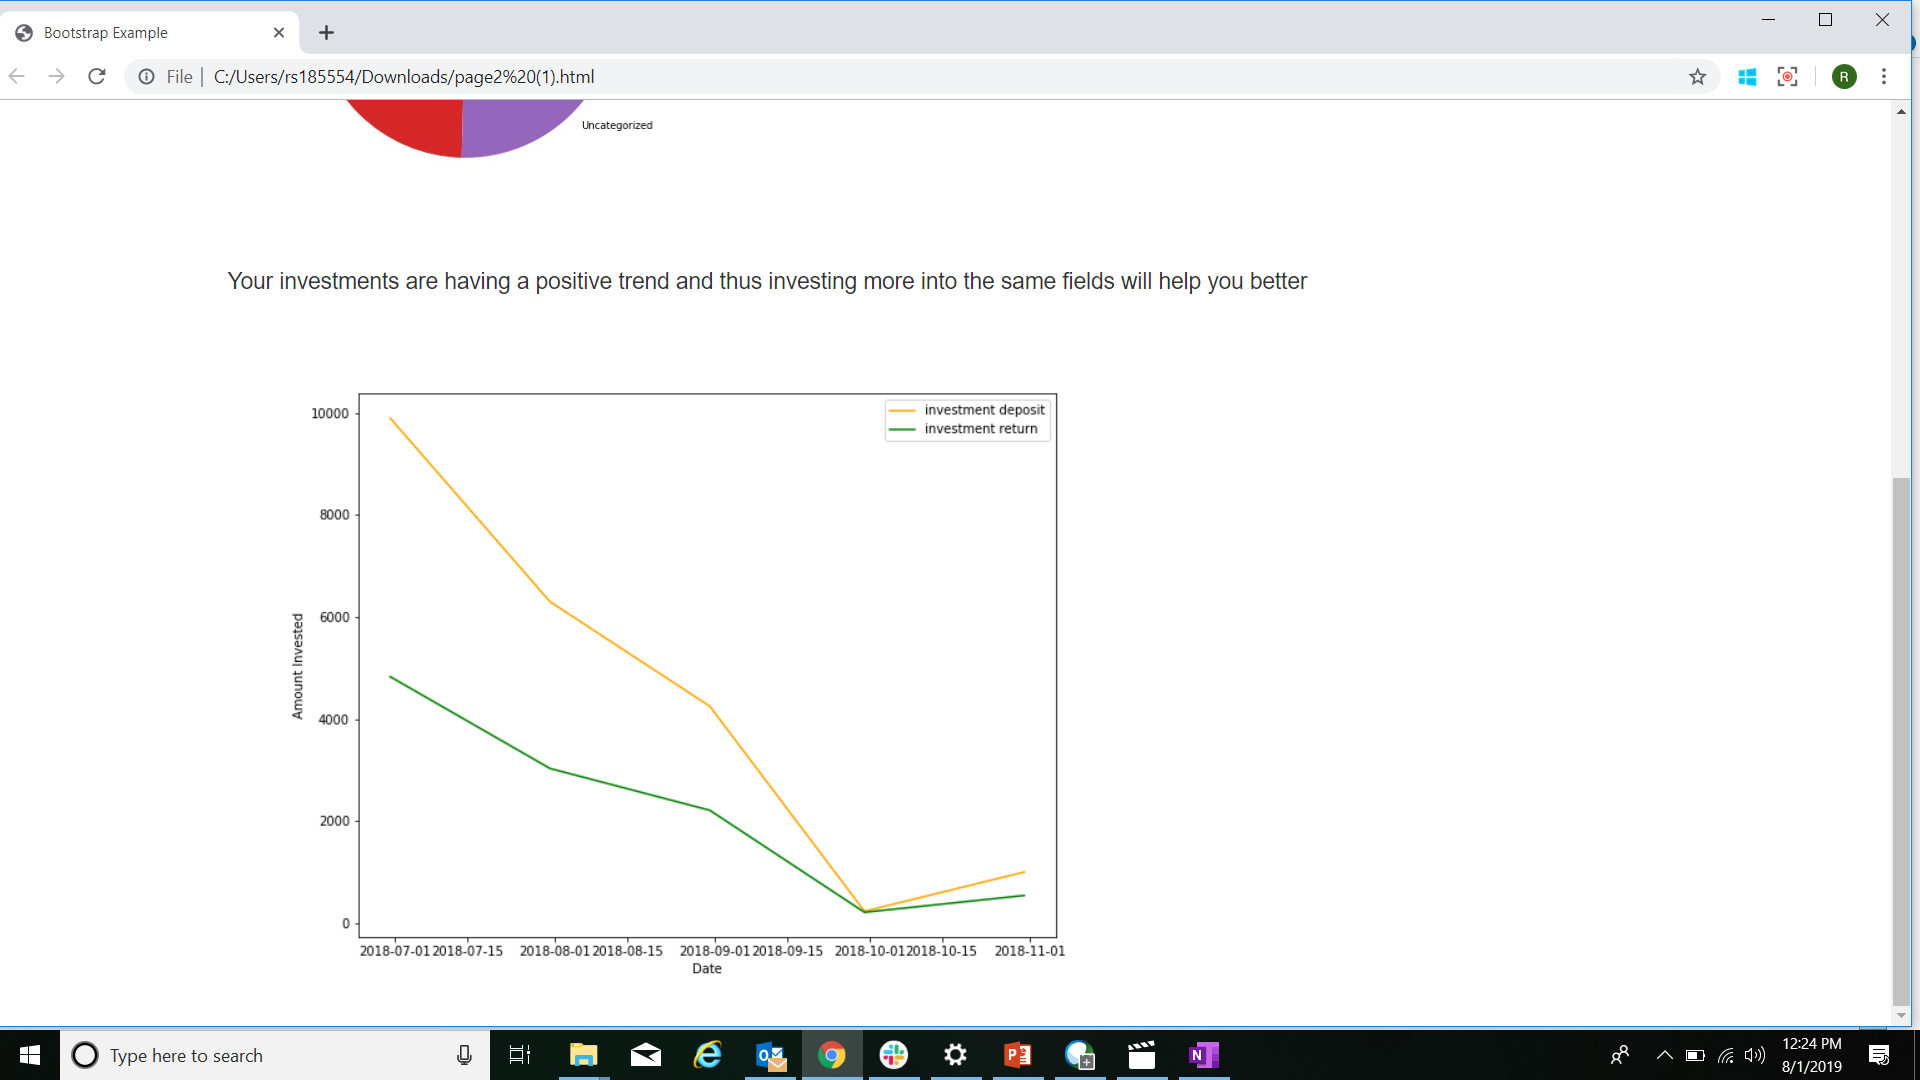 Bootstrap Example
File | C:/Users/rs185554/Downloads/page2%20(1).html
R
Uncategorized
Your investments are having a positive trend and thus investing more into the same fields will help you better
investment deposit
investment return
10000
8000
6000
4000
2000
0
Amount Invested
2018-07-01 2018-07-15 2018-08-01 2018-08-15 2018-09-01 2018-09-15 2018-10-01 2018-10-15 2018-11-01
Date
Type here to search
12:24 PM
8/1/2019